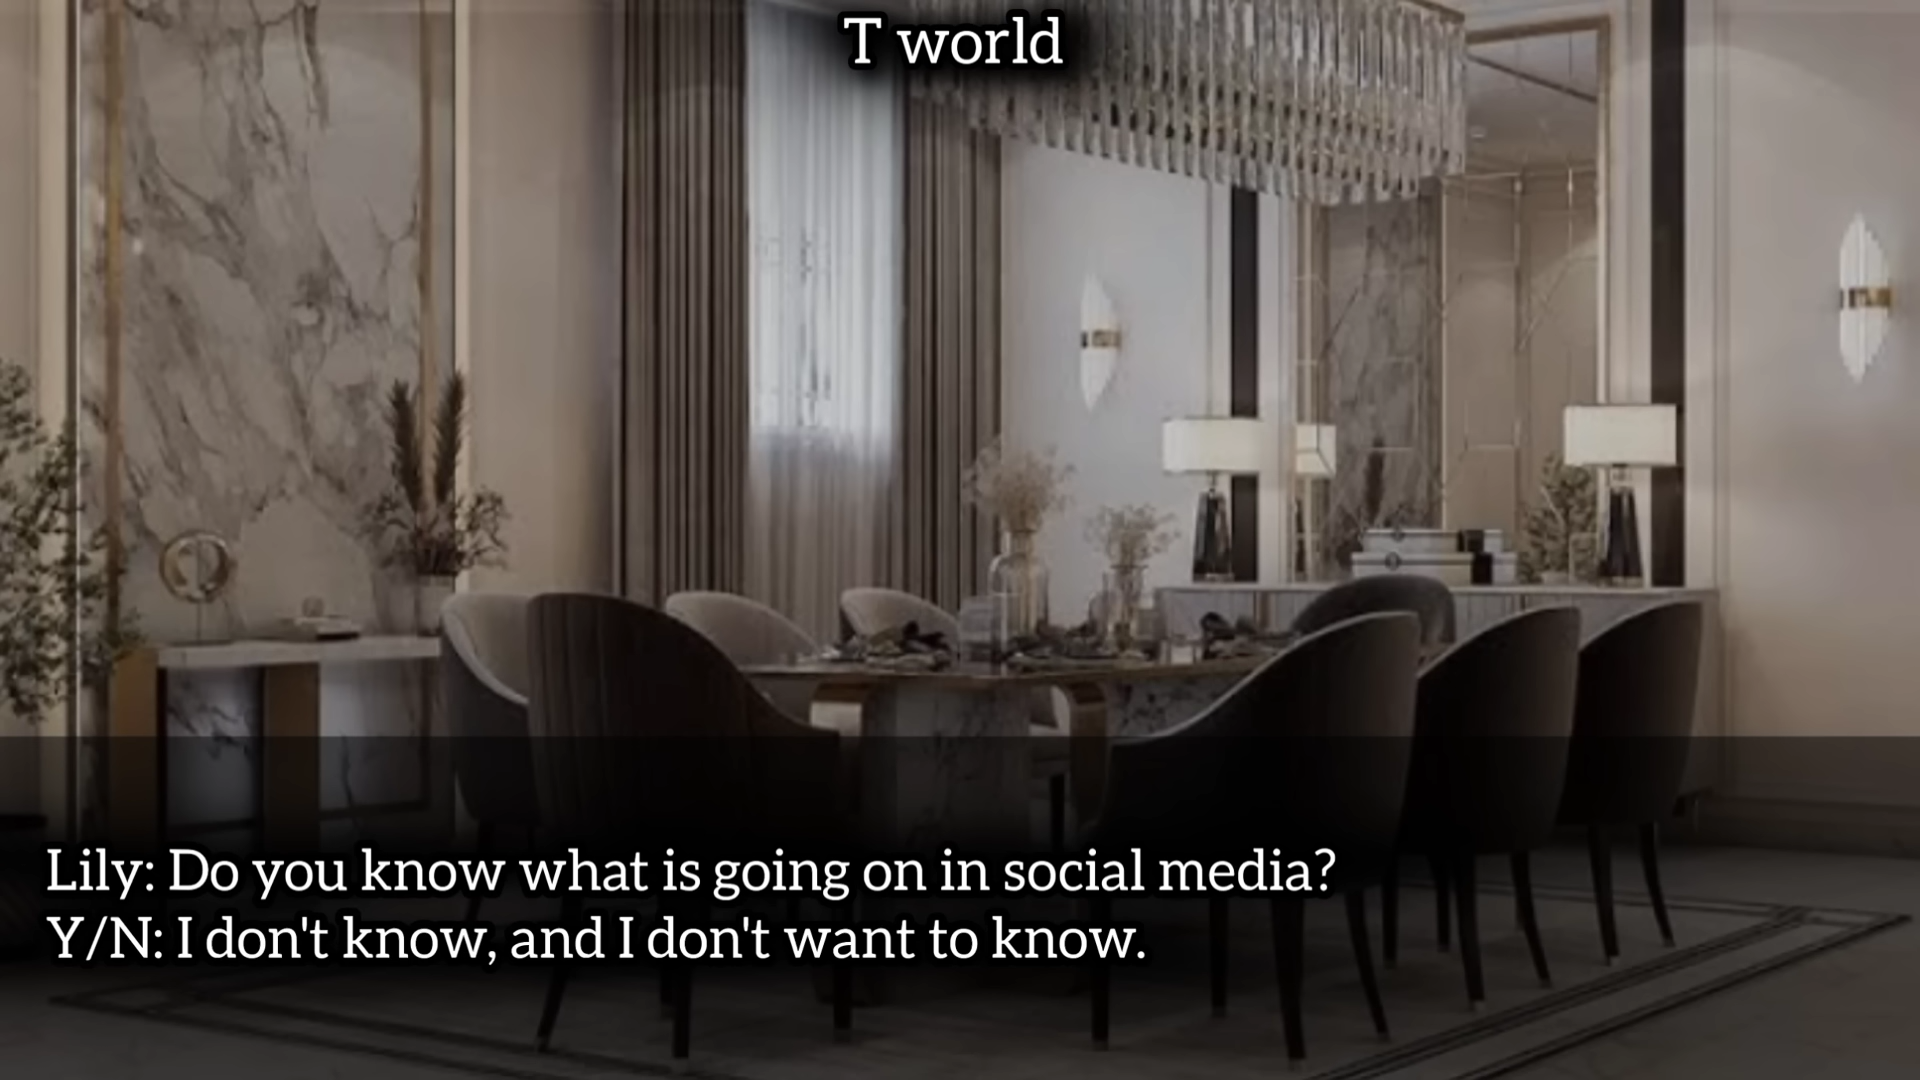 T world
Lily: Do you know what is going on in social media?
Y/N: I don't know, and I don't want to know.